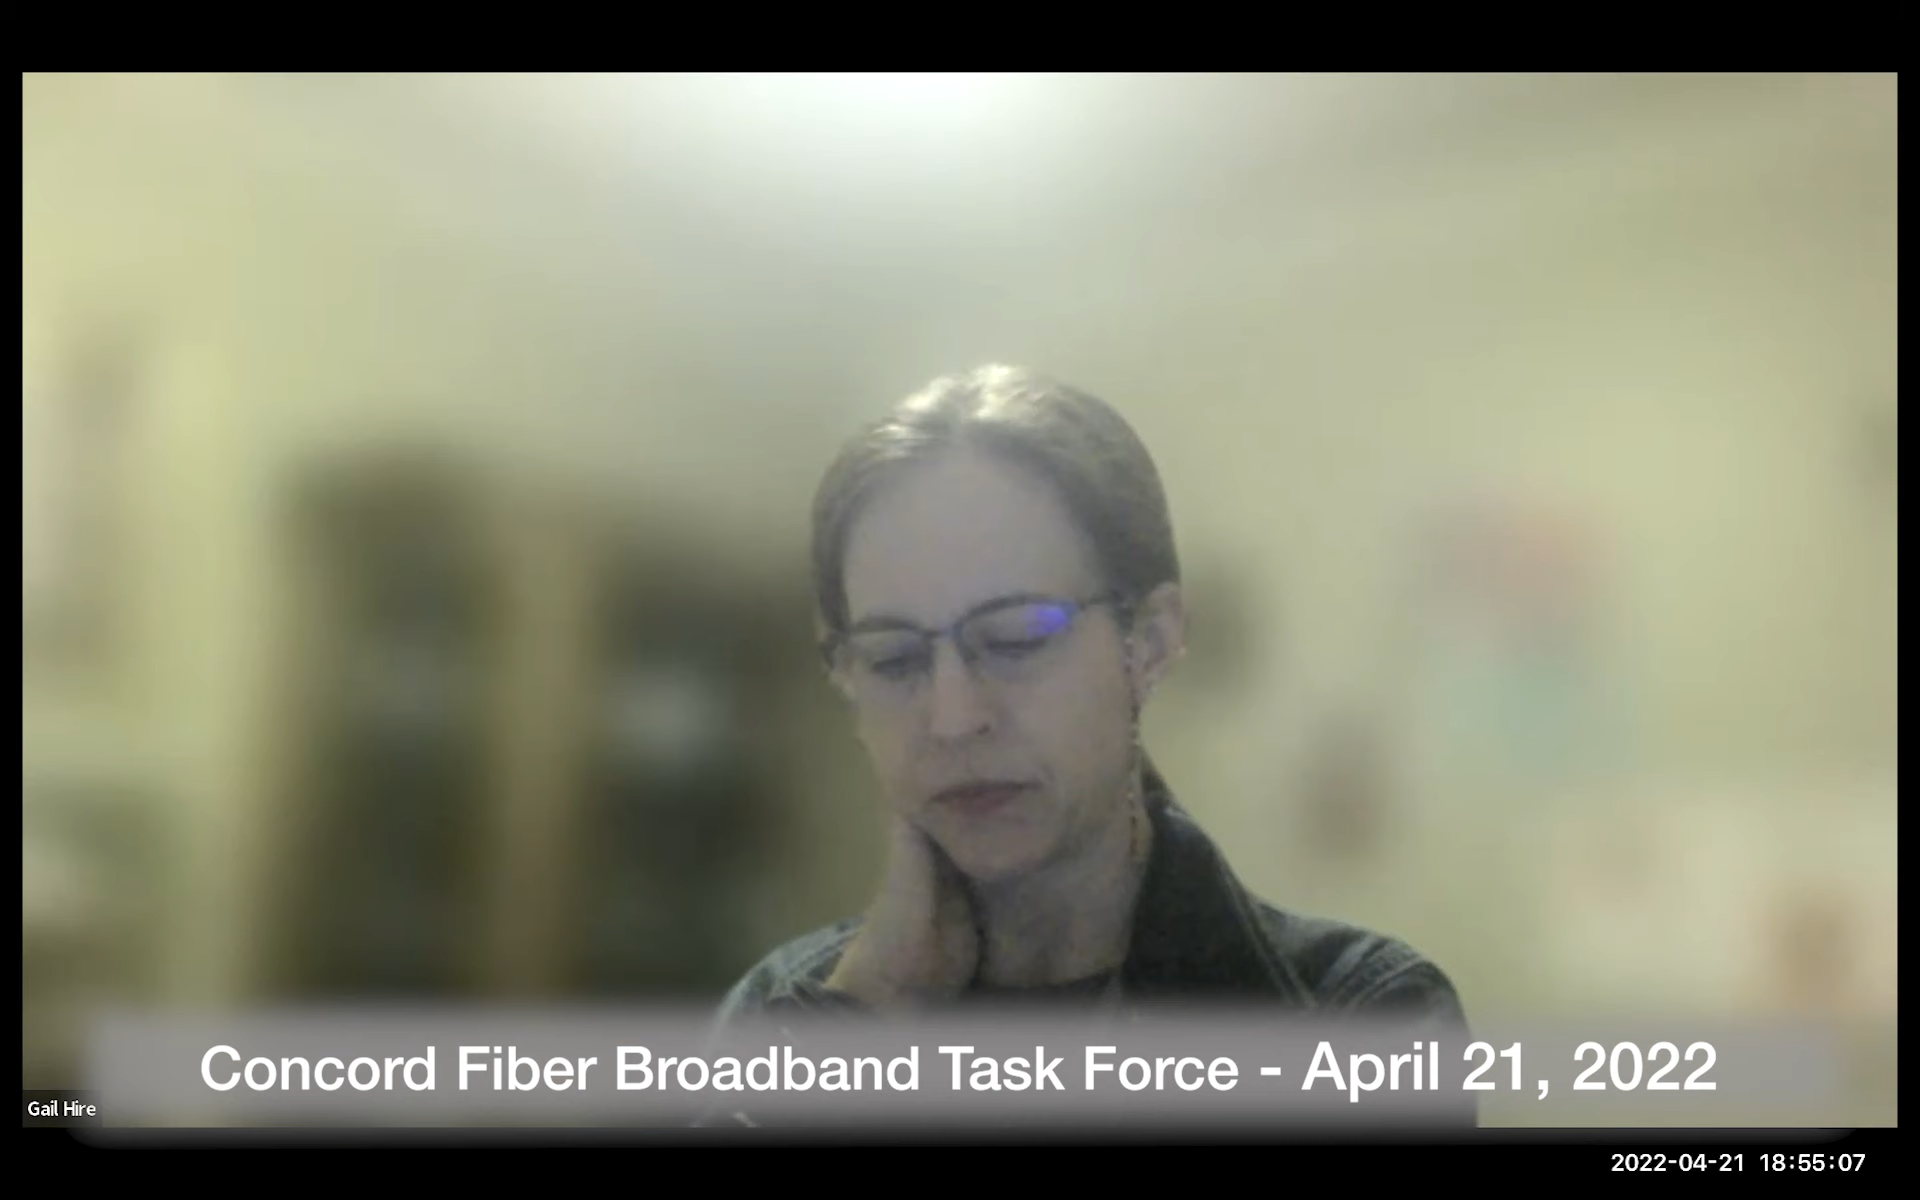 Concord Fiber Broadband Task Force - April 21, 2022
Gail Hire
2022-04-21 18:55:07